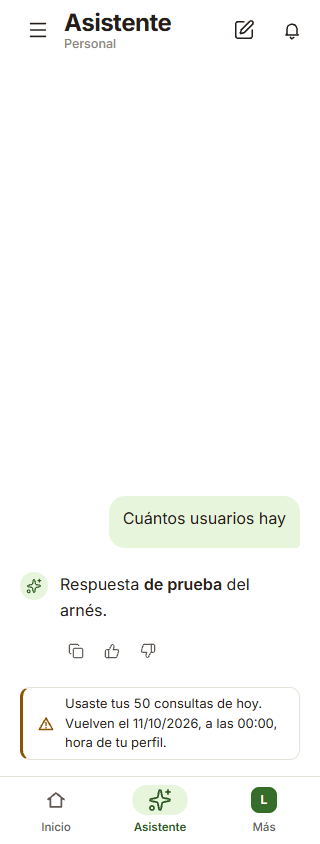 Asistente
Personal
Cuántos usuarios hay
Respuesta de prueba del
arnés.
Usaste tus 50 consultas de hoy.
Vuelven el 11/10/2026, a las 00:00,
hora de tu perfil.
Inicio
Asistente
L
Más